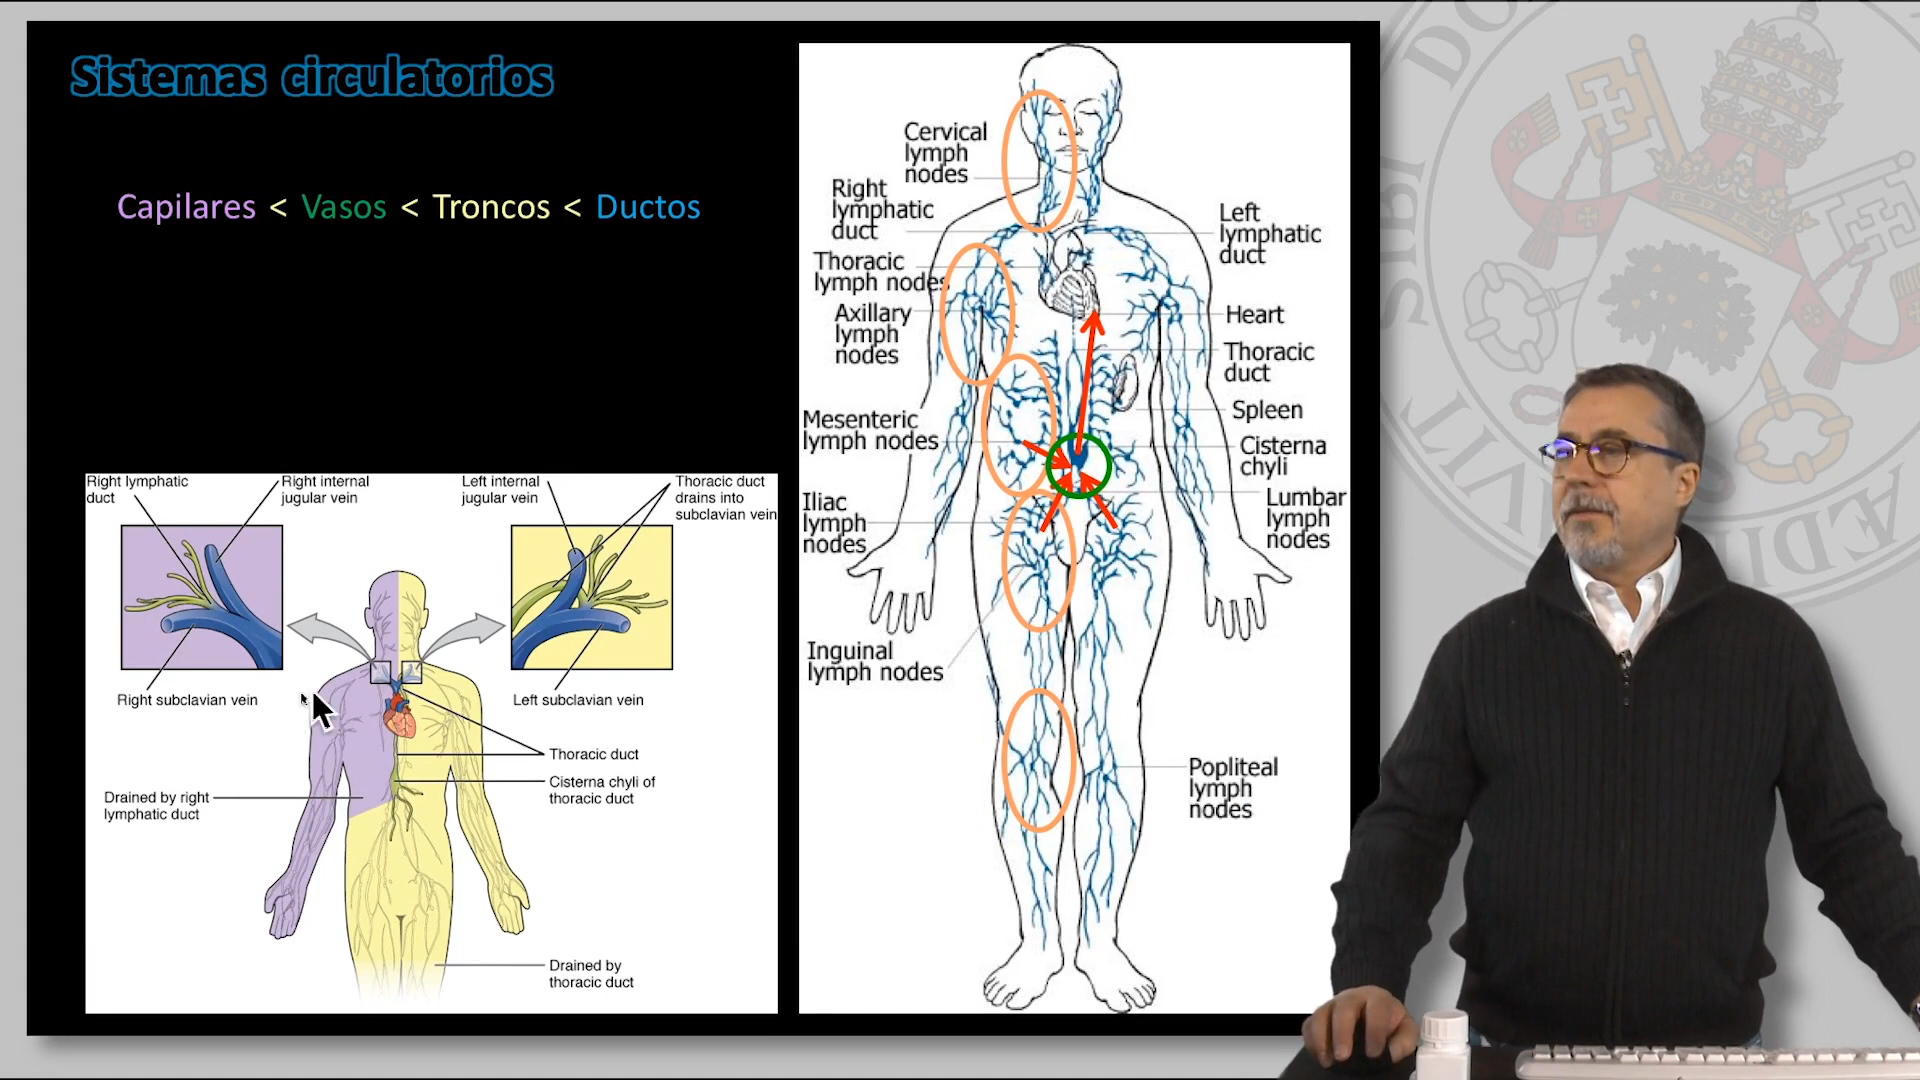 Sistemas circulatorios
Capilares < Vasos < Troncos < Ductos
Right lymphatic
duct
Right internal
jugular vein
Left internal
jugular vein
Thoracic duct
drains into
subclavian vein
Right subclavian vein
Left subclavian vein
Thoracic duct
Cisterna chyli of
thoracic duct
Drained by right
lymphatic duct
Drained by
thoracic duct
Cervical
lymph
nodes
Right
lymphatic
duct
Thoracic
lymph nodes
Axillary
lymph
nodes
Mesenteric
lymph nodes
Iliac
lymph
nodes
Inguinal
lymph nodes
Left
lymphatic
duct
Heart
Thoracic
duct
Spleen
Cisterna
chyli
Lumbar
lymph
nodes
Popliteal
lymph
nodes
SIBI